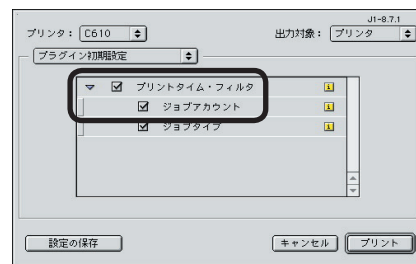 J1-8.7.1
プリンタ： C610 出力対象： プリンタ
プラグイン初期設定
プリントタイム・フィルタ
ジョブアカウント
ジョブタイプ
設定の保存 キャンセル プリント